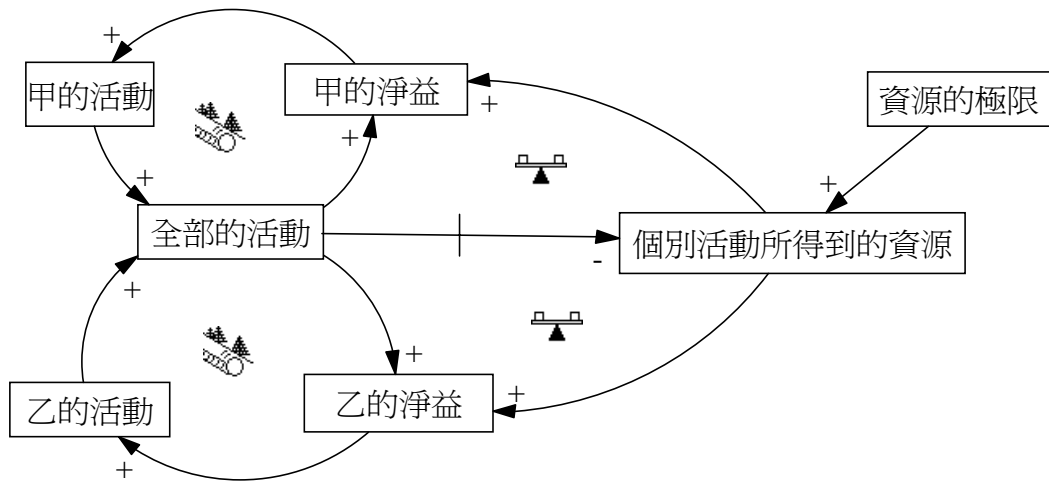 +
甲的活動
甲的淨益
資源的極限
+
+
+
+
全部的活動
個別活動所得到的資源
-
+
+
+
乙的活動
乙的淨益
+